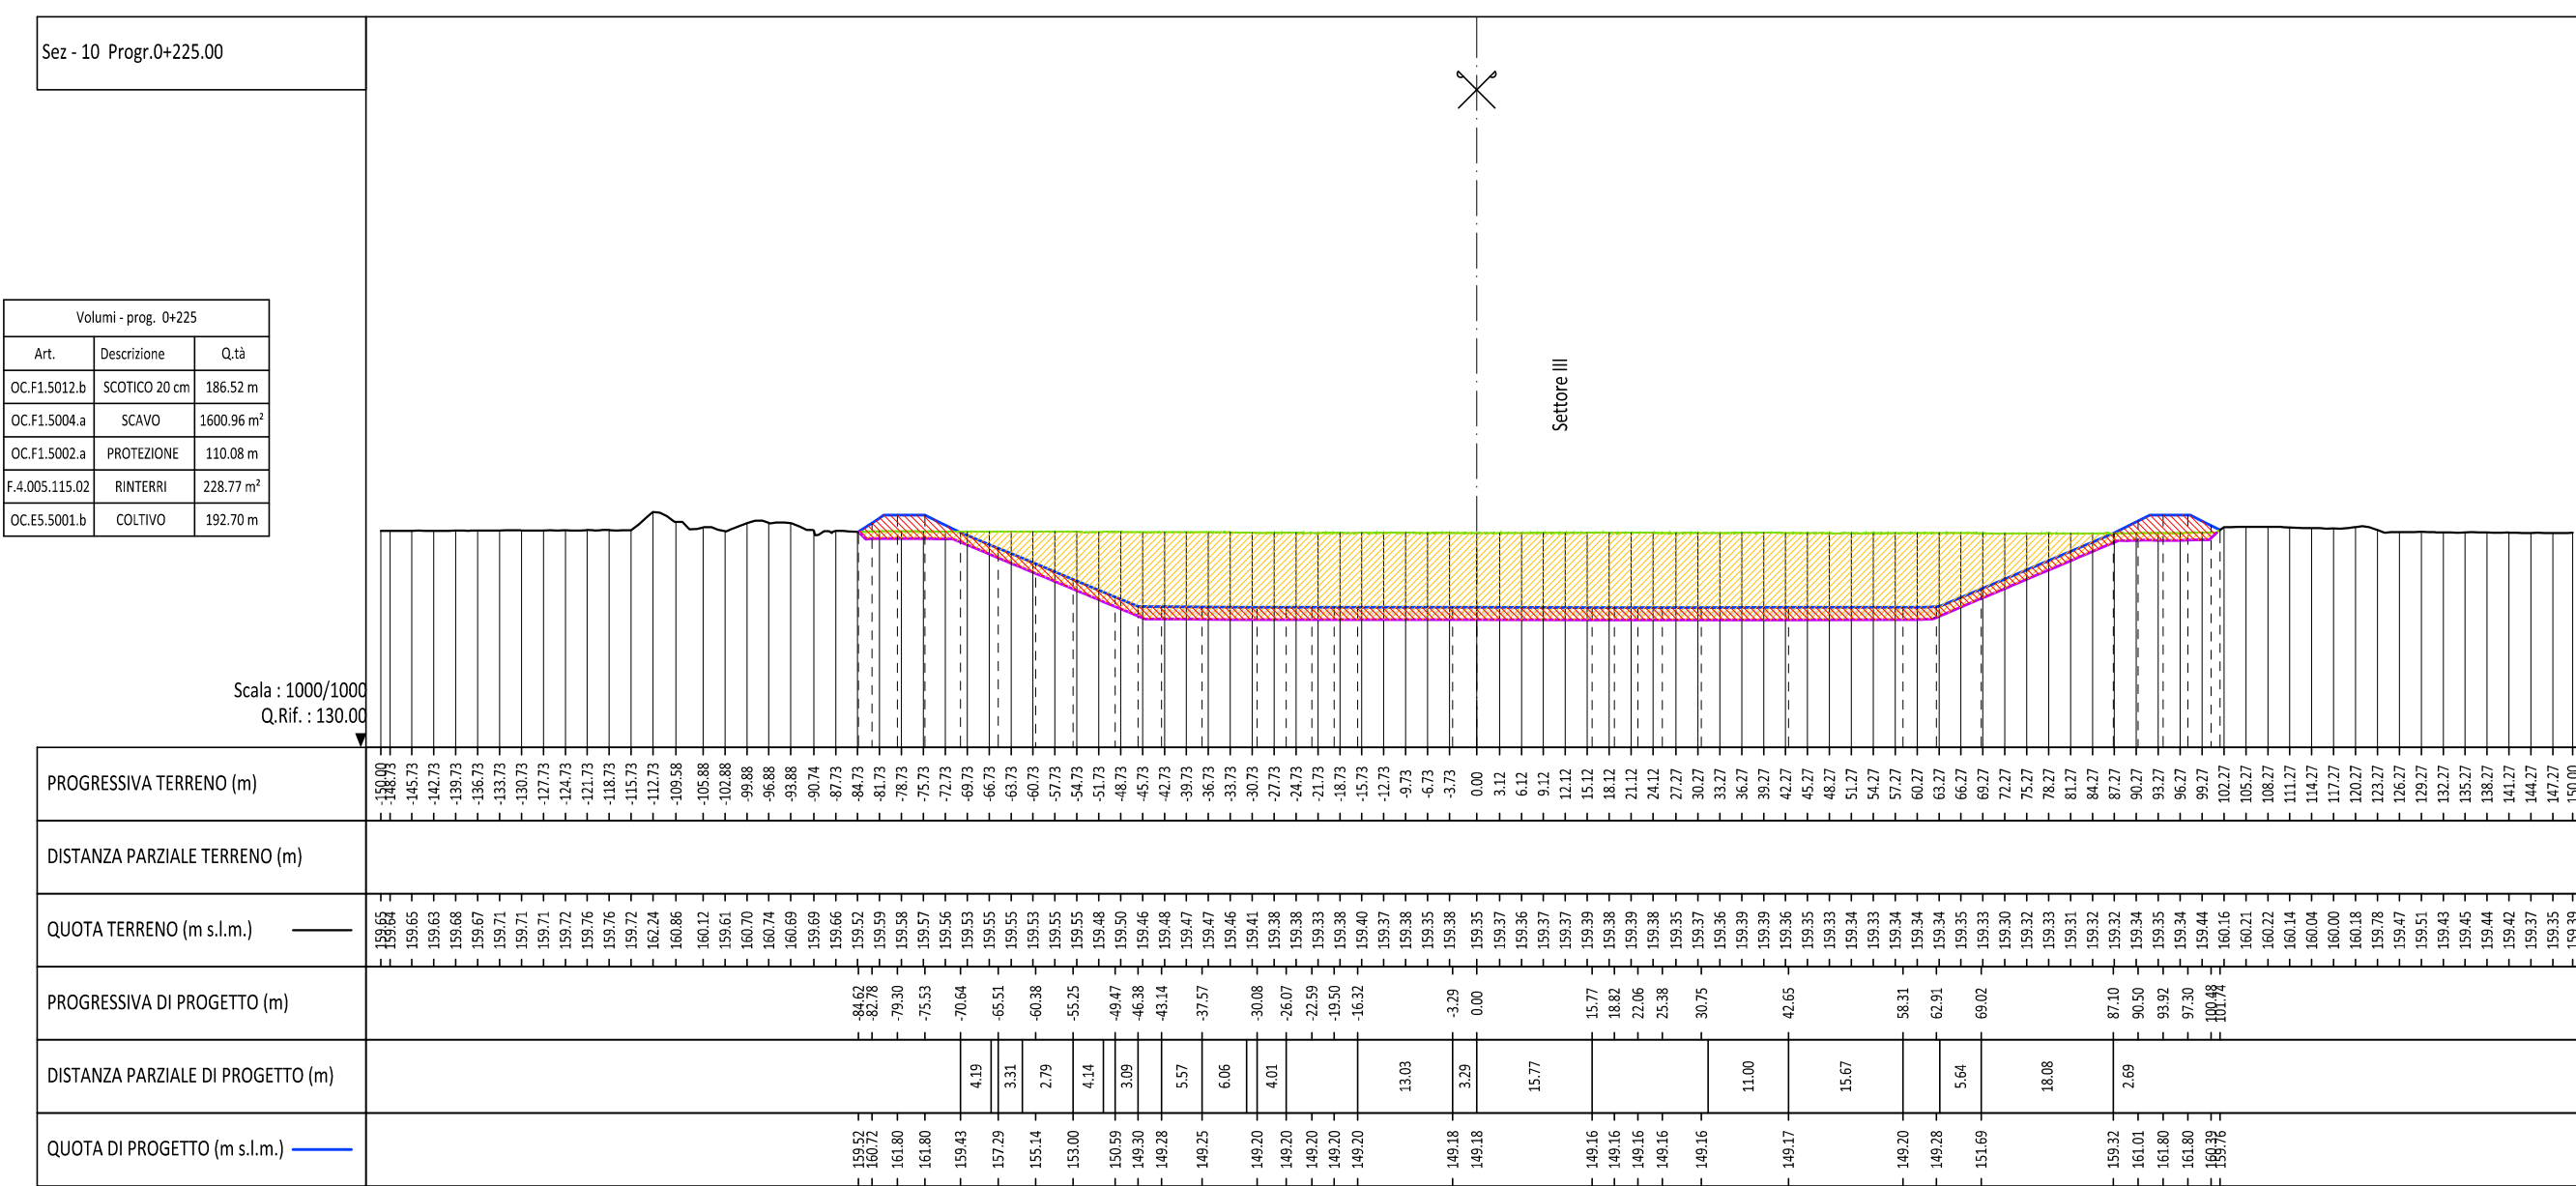 Sez - 10 Progr.0+225.00
Settore III
Volumi - prog. 0+225
Art. Descrizione Q.tà
OC.F1.5012.b SCOTICO 20 cm 186.52 m
OC.F1.5004.a SCAVO 1600.96 m²
OC.F1.5002.a PROTEZIONE 110.08 m
F.4.005.115.02 RINTERRI 228.77 m²
OC.E5.5001.b COLTIVO 192.70 m
Scala : 1000/1000
Q.Rif. : 130.00
PROGRESSIVA TERRENO (m) -150.00 -148.73 -145.73 -142.73 -139.73 -136.73 -133.73 -130.73 -127.73 -124.73 -121.73 -118.73 -115.73 -112.73 -109.58 -105.88 -102.88 -99.88 -96.88 -93.88 -90.74 -87.73 -84.73 -81.73 -78.73 -75.73 -72.73 -69.73 -66.73 -63.73 -60.73 -57.73 -54.73 -51.73 -48.73 -45.73 -42.73 -39.73 -36.73 -33.73 -30.73 -27.73 -24.73 -21.73 -18.73 -15.73 -12.73 -9.73 -6.73 -3.73 0.00 3.12 6.12 9.12 12.12 15.12 18.12 21.12 24.12 27.27 30.27 33.27 36.27 39.27 42.27 45.27 48.27 51.27 54.27 57.27 60.27 63.27 66.27 69.27 72.27 75.27 78.27 81.27 84.27 87.27 90.27 93.27 96.27 99.27 102.27 105.27 108.27 111.27 114.27 117.27 120.27 123.27 126.27 129.27 132.27 135.27 138.27 141.27 144.27 147.27 150.00
DISTANZA PARZIALE TERRENO (m)
QUOTA TERRENO (m s.l.m.) 159.65 159.64 159.65 159.63 159.68 159.67 159.71 159.71 159.71 159.72 159.76 159.76 159.72 162.24 160.86 160.12 159.61 160.70 160.74 160.69 159.69 159.66 159.52 159.59 159.58 159.57 159.56 159.53 159.55 159.55 159.53 159.55 159.55 159.48 159.50 159.46 159.48 159.47 159.47 159.46 159.41 159.38 159.38 159.33 159.38 159.40 159.37 159.38 159.35 159.38 159.35 159.37 159.36 159.37 159.37 159.39 159.38 159.39 159.38 159.35 159.37 159.36 159.39 159.39 159.36 159.35 159.33 159.34 159.33 159.34 159.34 159.34 159.35 159.33 159.30 159.32 159.33 159.31 159.32 159.32 159.34 159.35 159.34 159.44 160.16 160.21 160.22 160.14 160.04 160.00 160.18 159.78 159.47 159.51 159.43 159.45 159.44 159.42 159.37 159.35 159.39
PROGRESSIVA DI PROGETTO (m) -84.62 -82.78 -79.30 -75.53 -70.64 -65.51 -60.38 -55.25 -49.47 -46.38 -43.14 -37.57 -30.08 -26.07 -22.59 -19.50 -16.32 -3.29 0.00 15.77 18.82 22.06 25.38 30.75 42.65 58.31 62.91 69.02 87.10 90.50 93.92 97.30 100.48 101.74
DISTANZA PARZIALE DI PROGETTO (m) 4.19 3.31 2.79 4.14 3.09 5.57 6.06 4.01 13.03 3.29 15.77 11.00 15.67 5.64 18.08 2.69
QUOTA DI PROGETTO (m s.l.m.) 159.52 160.72 161.80 161.80 159.43 157.29 155.14 153.00 150.59 149.30 149.28 149.25 149.20 149.20 149.20 149.20 149.20 149.18 149.18 149.16 149.16 149.16 149.16 149.16 149.17 149.20 149.28 151.69 159.32 161.01 161.80 161.80 160.39 159.76